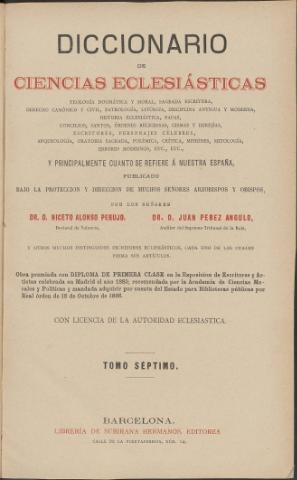 DICCIONARIO
DE
CIENCIAS ECLESIÁSTICAS
TEOLOGÍA DOGMÁTICA Y MORAL, SAGRADA ESCRITURA,
DERECHO CANÓNICO Y CIVIL, PATROLOGÍA, LITURGIA, DISCIPLINA ANTIGUA Y MODERNA,
HISTORIA ECLESIÁSTICA, PAPAS,
CONCILIOS, SANTOS, ÓRDENES RELIGIOSAS, CISMAS Y HEREJÍAS,
ESCRITORES, PERSONAJES CÉLEBRES,
ARQUEOLOGÍA, ORATORIA SAGRADA, POLÉMICA, CRÍTICA, MISIONES, MITOLOGÍA,
ERRORES MODERNOS, ETC., ETC.,
Y PRINCIPALMENTE CUANTO SE REFIERE Á NUESTRA ESPAÑA,
PUBLICADO
BAJO LA PROTECCION Y DIRECCION DE MUCHOS SEÑORES ARZOBISPOS Y OBISPOS,
POR LOS SEÑORES
DR. D. NICETO ALONSO PERUJO, DR. D. JUAN PEREZ ANGULO,
Doctoral de Valencia, Auditor del Supremo Tribunal de la Rota,
Y OTROS MUCHOS DISTINGUIDOS ESCRITORES ECLESIÁSTICOS, CADA UNO DE LOS CUALES
FIRMA SUS ARTÍCULOS.
Obra premiada con DIPLOMA DE PRIMERA CLASE en la Exposicion de Escritores y Ar-
tistas celebrada en Madrid el año 1885; recomendada por la Academia de Ciencias Mo-
rales y Políticas y mandada adquirir por cuenta del Estado para Bibliotecas públicas por
Real órden de 18 de Octubre de 1886.
CON LICENCIA DE LA AUTORIDAD ECLESIASTICA.
TOMO SÉPTIMO.
BARCELONA.
LIBRERÍA DE SUBIRANA HERMANOS, EDITORES
CALLE DE LA PUERTAFERRISA, NÚM. 14.